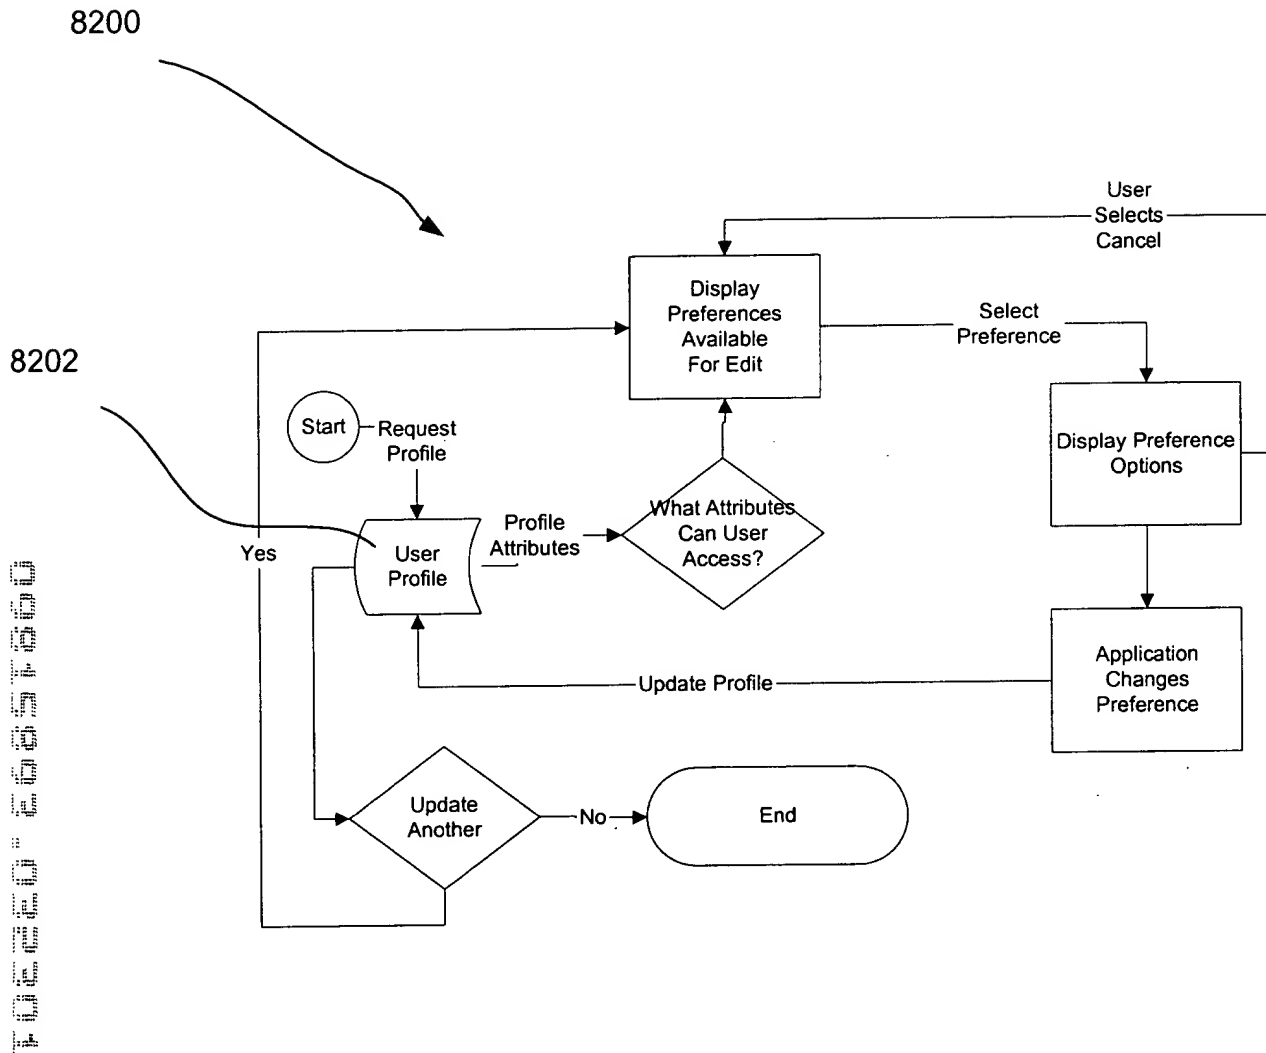 8200
User
Selects
Cancel
Display
Preferences
Available
For Edit
Select
Preference
8202
Start
Request
Profile
Display Preference
Options
What Attributes
Can User
Access?
Profile
Attributes
User
Profile
Yes
Application
Changes
Preference
Update Profile
Update
Another
No
End